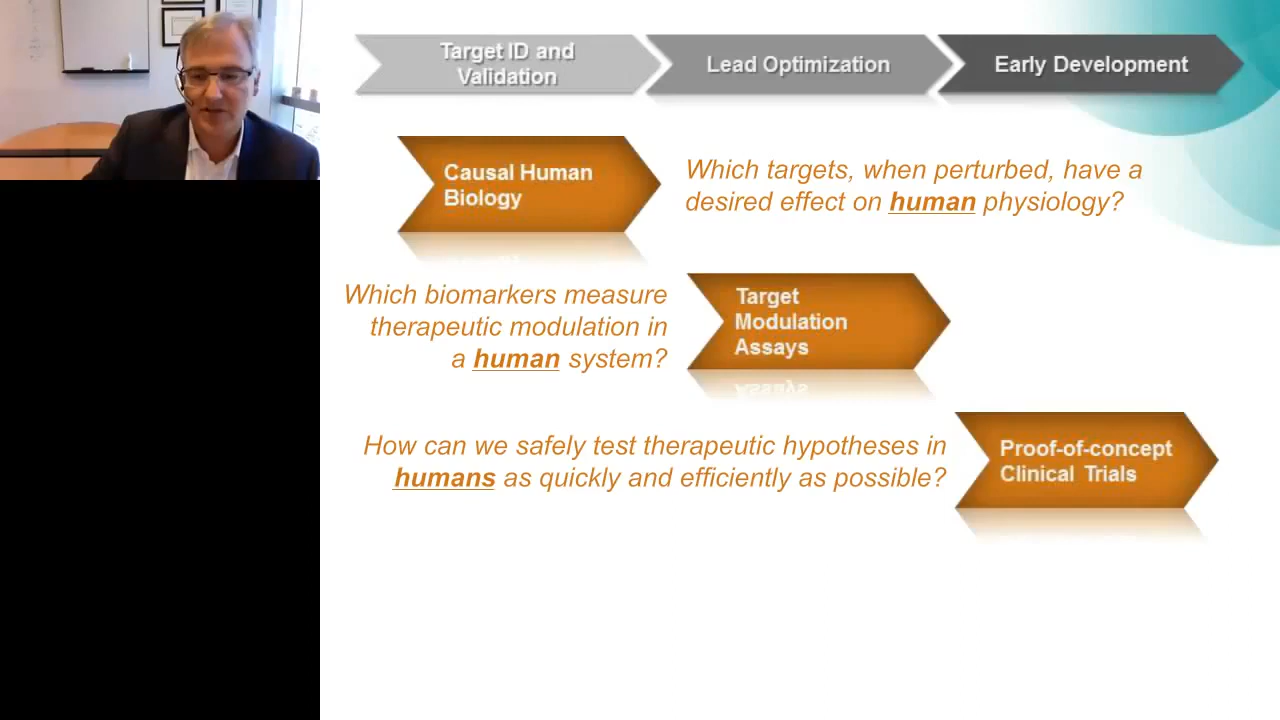 Target ID and
Validation
Lead Optimization
Early Development
Causal Human
Biology
Which targets, when perturbed, have a
desired effect on human physiology?
Which biomarkers measure
therapeutic modulation in
a human system?
Target
Modulation
Assays
How can we safely test therapeutic hypotheses in
humans as quickly and efficiently as possible?
Proof-of-concept
Clinical Trials